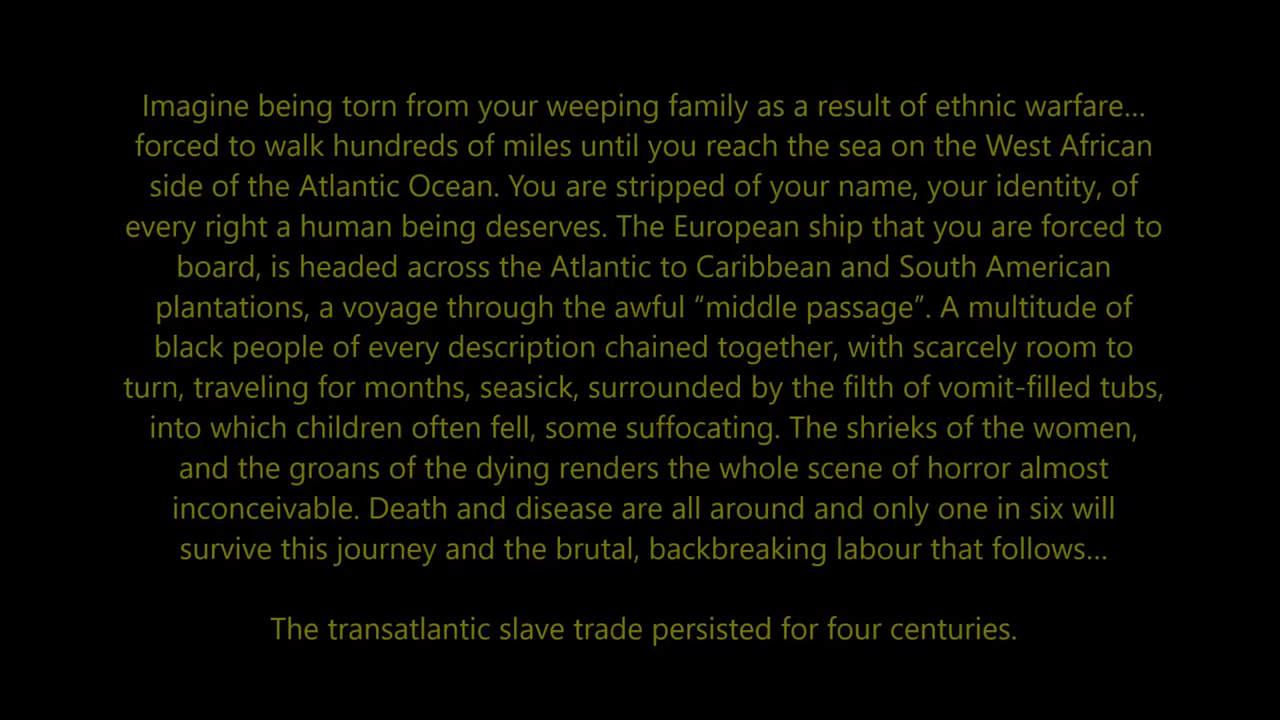 Imagine being torn from your weeping family as a result of ethnic warfare...
forced to walk hundreds of miles until you reach the sea on the West African
side of the Atlantic Ocean. You are stripped of your name, your identity, of
every right a human being deserves. The European ship that you are forced to
board, is headed across the Atlantic to Caribbean and South American
plantations, a voyage through the awful “middle passage”. A multitude of
black people of every description chained together, with scarcely room to
turn, traveling for months, seasick, surrounded by the filth of vomit-filled tubs,
into which children often fell, some suffocating. The shrieks of the women,
and the groans of the dying renders the whole scene of horror almost
inconceivable. Death and disease are all around and only one in six will
survive this journey and the brutal, backbreaking labour that follows...
The transatlantic slave trade persisted for four centuries.